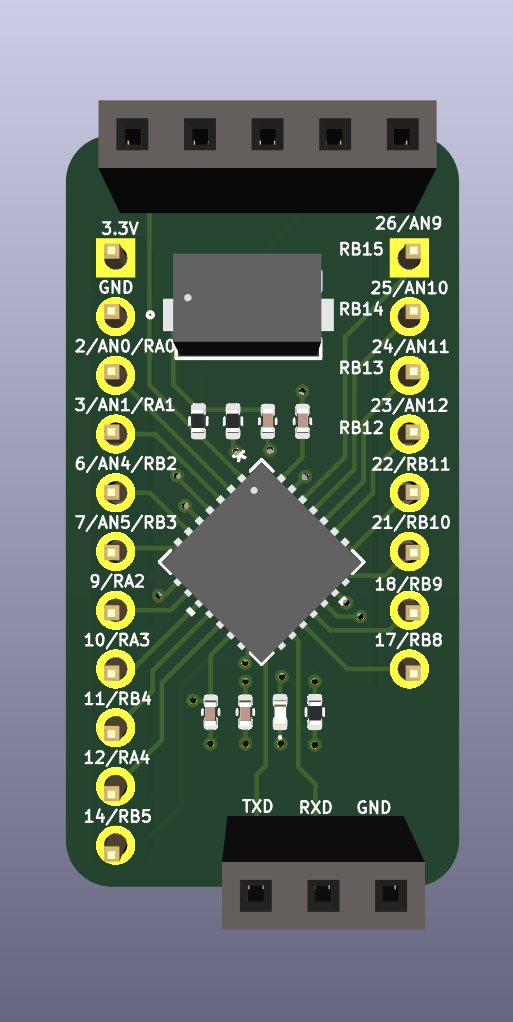 3.3V
26/AN9
RB15
GND
25/AN10
RB14
2/AN0/RA0
24/AN11
RB13
3/AN1/RA1
23/AN12
RB12
6/AN4/RB2
22/RB11
7/AN5/RB3
21/RB10
9/RA2
18/RB9
10/RA3
17/RB8
11/RB4
12/RA4
14/RB5
TXD RXD GND